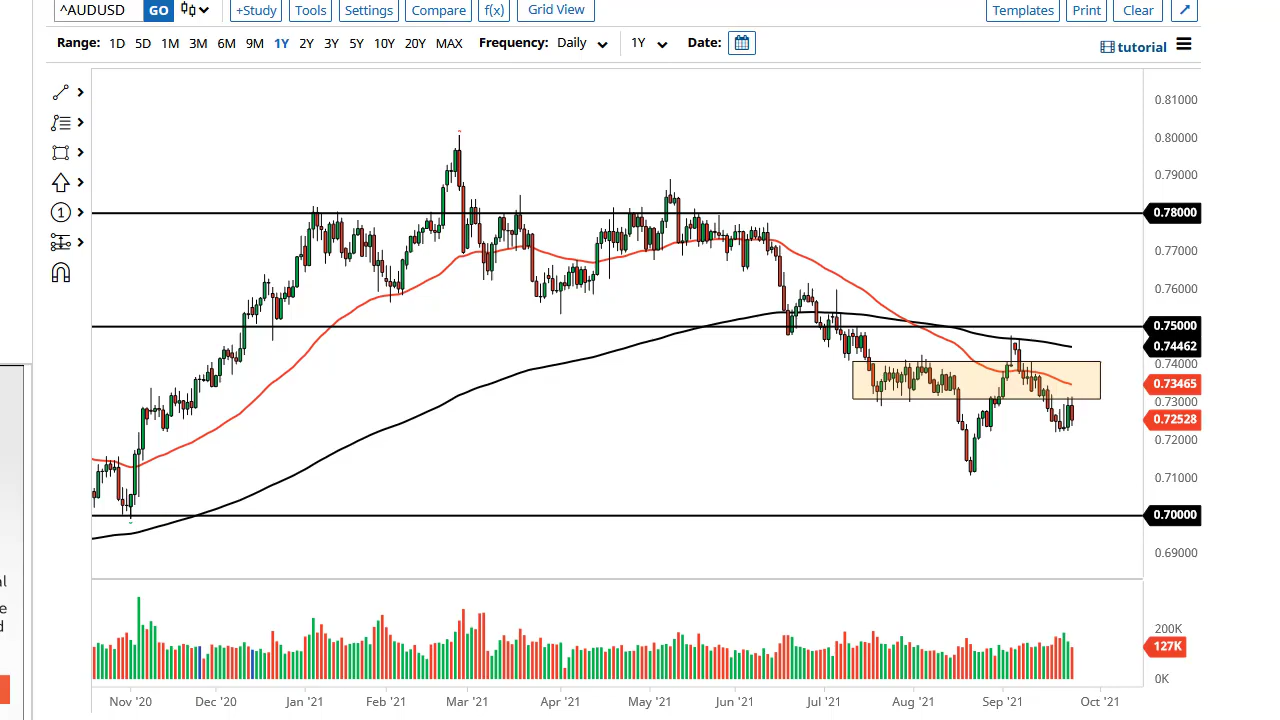 ^AUDUSD GO +Study Tools Settings Compare f(x) Grid View Templates Print Clear
Range: 1D 5D 1M 3M 6M 9M 1Y 2Y 3Y 5Y 10Y 20Y MAX Frequency: Daily 1Y Date: tutorial
0.81000
0.80000
0.79000
0.78000
0.77000
0.76000
0.75000
0.74462
0.74000
0.73465
0.73000
0.72528
0.72000
0.71000
0.70000
0.69000
1
200K
127K
0K
Nov '20 Dec '20 Jan '21 Feb '21 Mar '21 Apr '21 May '21 Jun '21 Jul '21 Aug '21 Sep '21 Oct '21